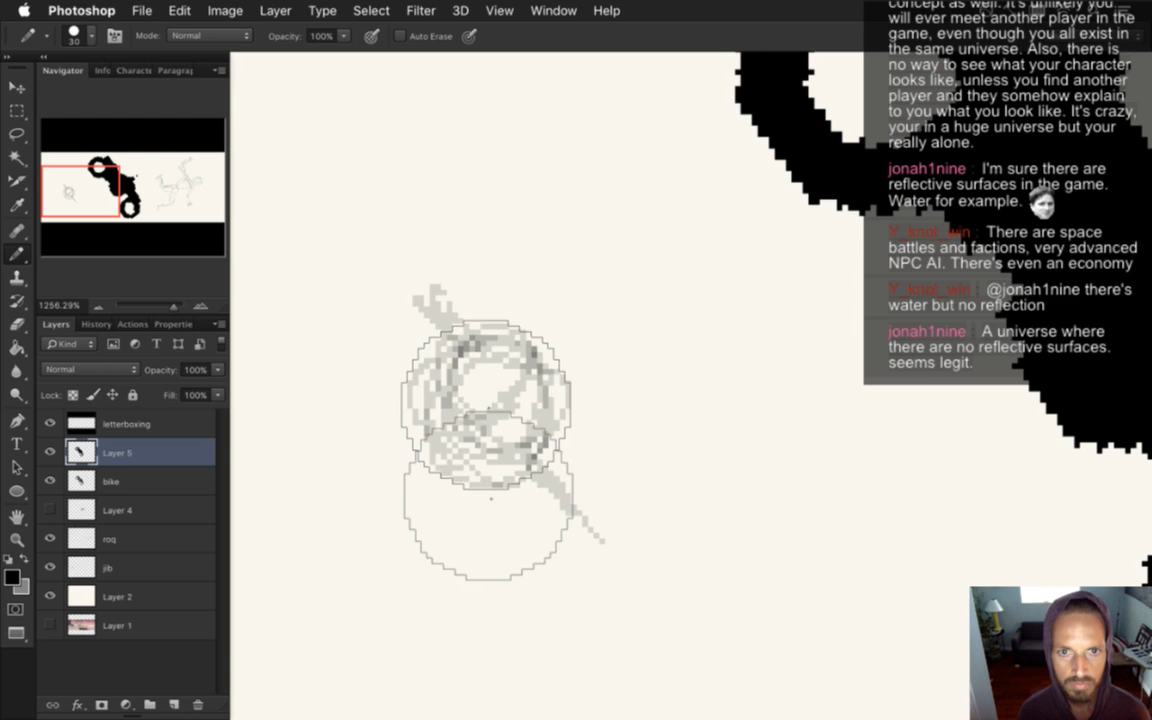 Photoshop File Edit Image Layer Type Select Filter 3D View Window Help
30 Mode: Normal Opacity: 100% Auto Erase
Navigator Info Characte Paragra
1256.29%
Layers History Actions Propertie
Kind
Normal Opacity: 100%
Lock: Fill: 100%
letterboxing
Layer 5
bike
Layer 4
roq
jib
Layer 2
Layer 1
fx
concept as well. It's unlikely you
will ever meet another player in the
game, even though you all exist in
the same universe. Also, there is
no way to see what your character
looks like, unless you find another
player and they somehow explain
to you what you look like. It's crazy,
your in a huge universe but your
really alone.
jonah1nine : I'm sure there are
reflective surfaces in the game.
Water for example.
Y_knot_win : There are space
battles and factions, very advanced
NPC AI. There's even an economy
Y_knot_win : @jonah1nine there's
water but no reflection
jonah1nine : A universe where
there are no reflective surfaces.
seems legit.